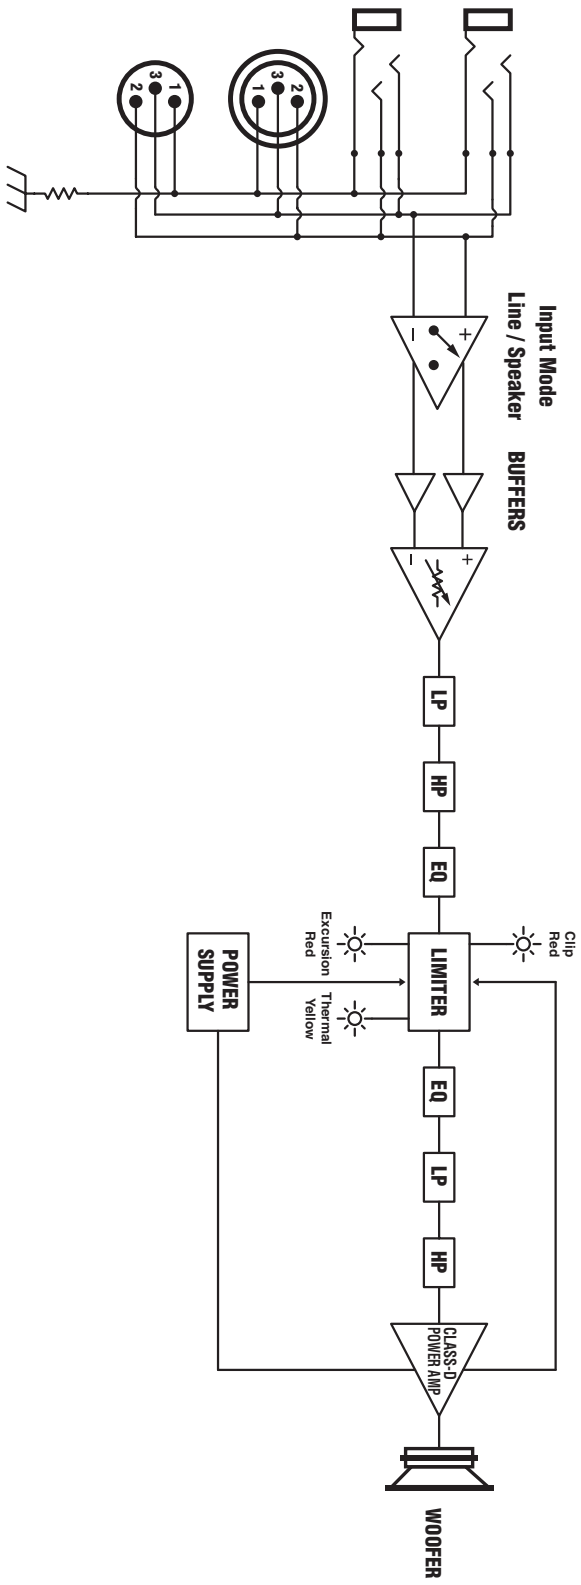 2
3
1
1
3
2
Input Mode
Line / Speaker
BUFFERS
+
–
+
–
LP
HP
EQ
Clip
Red
LIMITER
Excursion
Red
Thermal
Yellow
POWER
SUPPLY
EQ
LP
HP
CLASS-D
POWER AMP
WOOFER